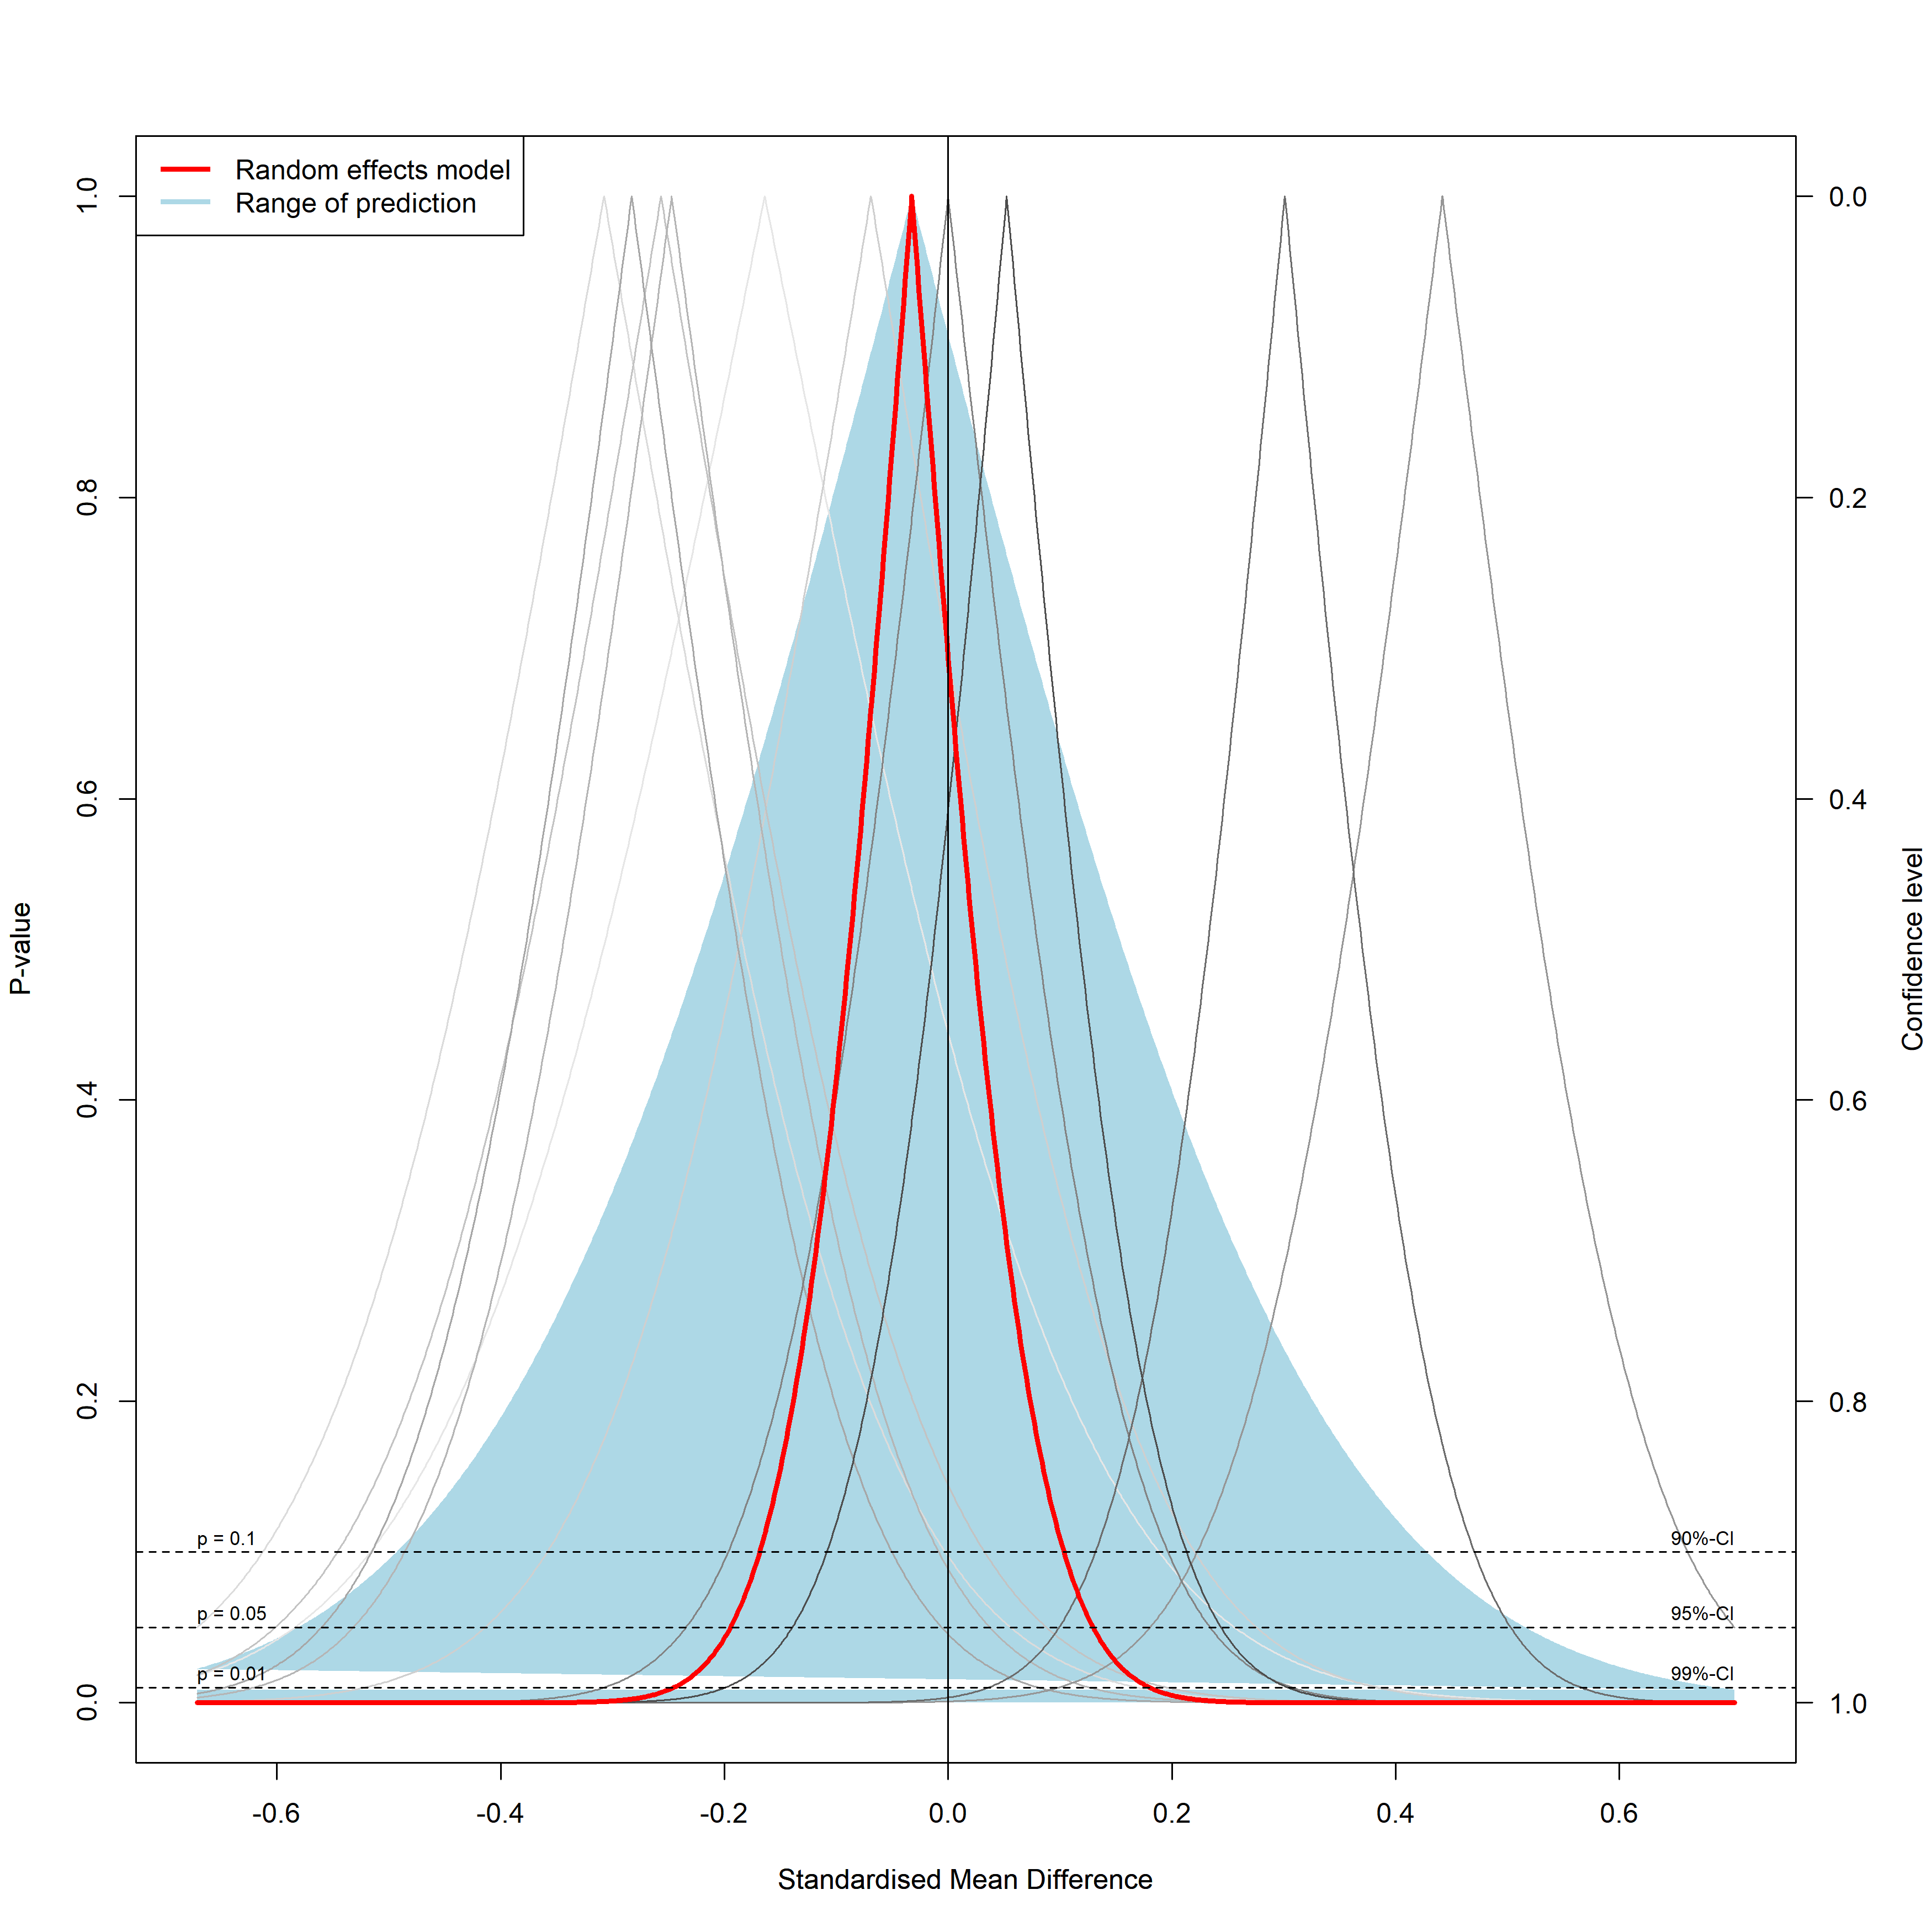 Random effects model
Range of prediction
1.0
0.8
0.6
0.4
0.2
0.0
P-value
0.0
0.2
0.4
0.6
0.8
1.0
Confidence level
p = 0.1
90%-CI
p = 0.05
95%-CI
p = 0.01
99%-CI
-0.6
-0.4
-0.2
0.0
0.2
0.4
0.6
Standardised Mean Difference